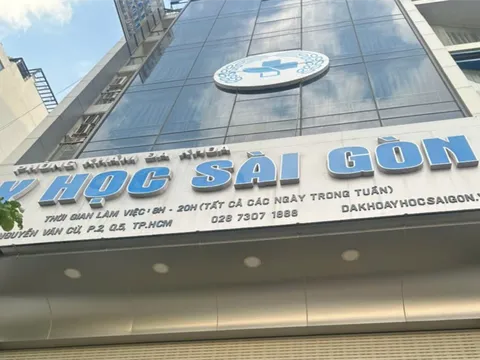 PHÒNG KHÁM ĐA KHOA
Y HỌC SÀI GÒN
THỜI GIAN LÀM VIỆC: 8H - 20H (TẤT CẢ CÁC NGÀY TRONG TUẦN)
NGUYỄN VĂN CỪ, P.2, Q.5, TP.HCM 028 7307 1888 DAKHOAYHOCSAIGON.V